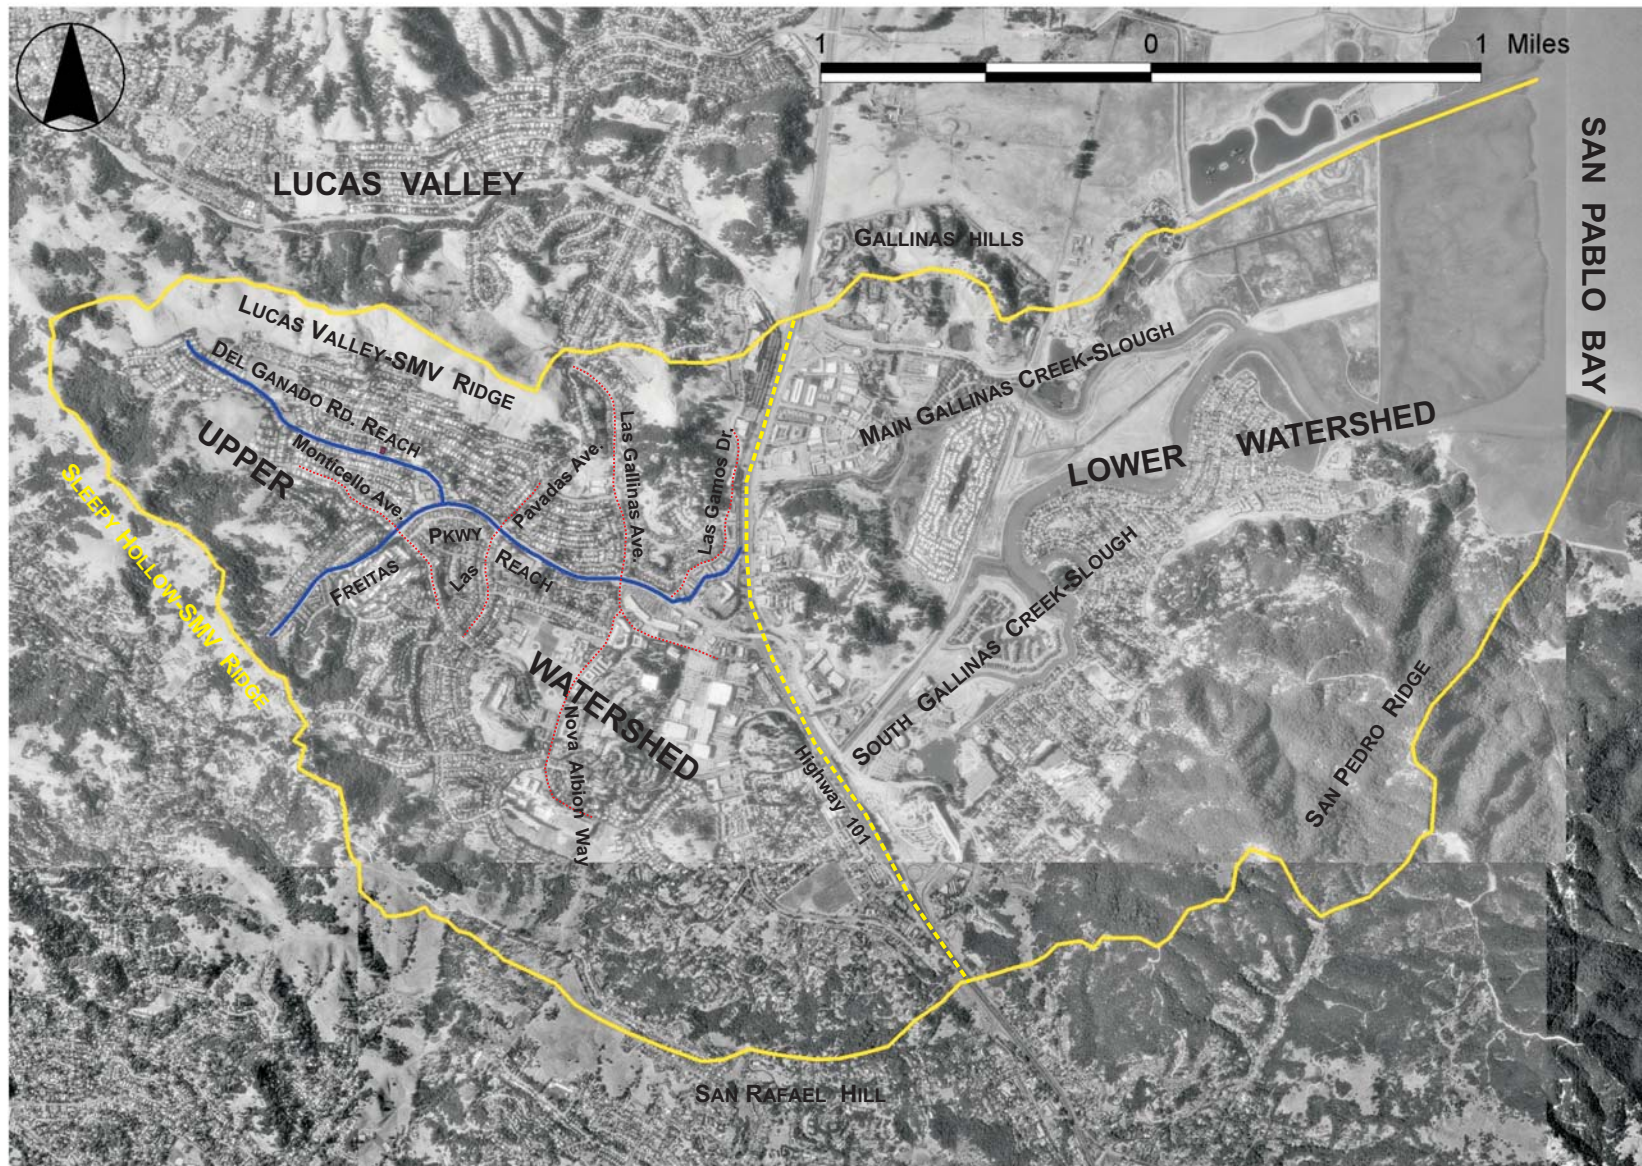 1 0 1 Miles
SAN PABLO BAY
LUCAS VALLEY
GALLINAS HILLS
LUCAS VALLEY-SMV RIDGE
MAIN GALLINAS CREEK-SLOUGH
DEL GANADO RD. REACH
LOWER WATERSHED
UPPER
WATERSHED
Monticello Ave.
Las Pavadas Ave.
Las Gallinas Ave.
Las Gamos Dr.
SLEEPY HOLLOW-SMV RIDGE
FREITAS PKWY REACH
SOUTH GALLINAS CREEK-SLOUGH
Nova Albion Way
Highway 101
SAN PEDRO RIDGE
SAN RAFAEL HILL